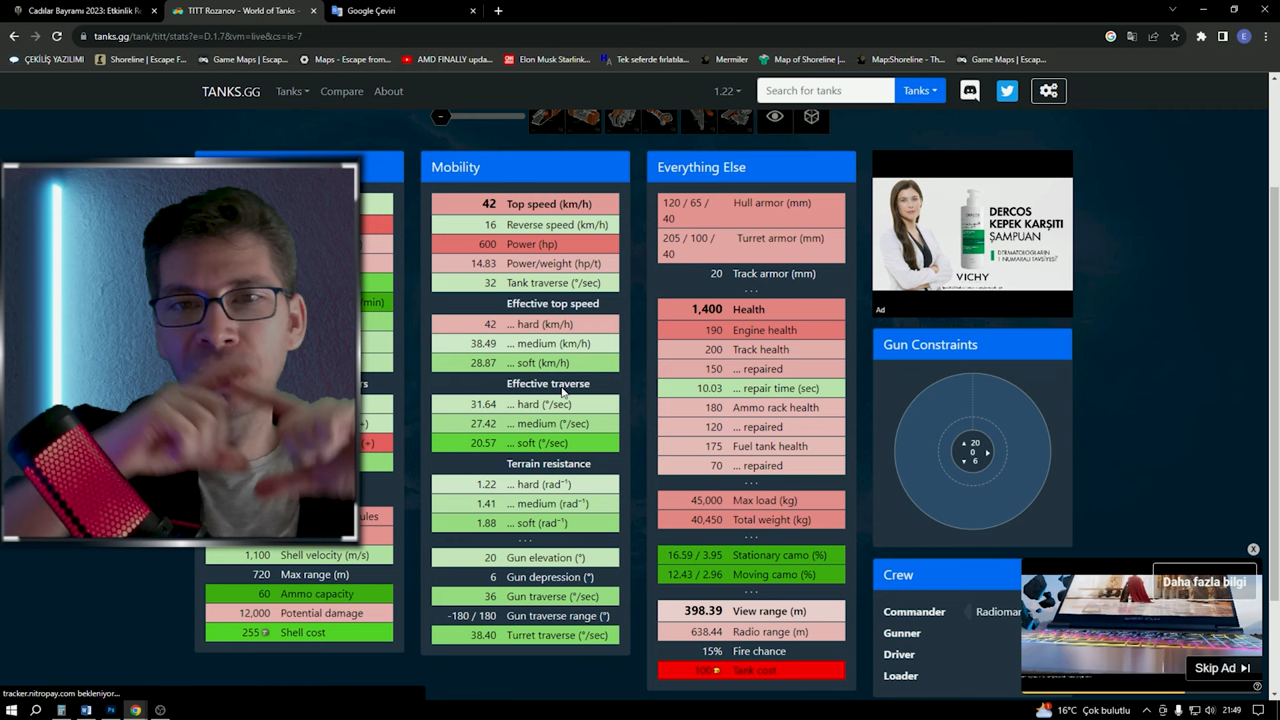 Cadılar Bayramı 2023: Etkinlik Re
TITT Rozanov - World of Tanks -
Google Çeviri
tanks.gg/tank/titt/stats?e=D.1.7&vm=live&cs=is-7
ÇEKİLİŞ YILIMI
Shoreline | Escape F...
Game Maps | Escap...
Maps - Escape from...
AMD FINALLY upda...
Elon Musk Starlink...
Tek seferde fırlatıla...
Mermiler
Map of Shoreline |...
Map:Shoreline - Th...
Game Maps | Escap...
TANKS.GG
Tanks
Compare
About
1.22
Search for tanks
Tanks
Mobility
42 Top speed (km/h)
16 Reverse speed (km/h)
600 Power (hp)
14.83 Power/weight (hp/t)
32 Tank traverse (°/sec)
Effective top speed
42 ... hard (km/h)
38.49 ... medium (km/h)
28.87 ... soft (km/h)
Effective traverse
31.64 ... hard (°/sec)
27.42 ... medium (°/sec)
20.57 ... soft (°/sec)
Terrain resistance
1.22 ... hard (rad⁻¹)
1.41 ... medium (rad⁻¹)
1.88 ... soft (rad⁻¹)
...
20 Gun elevation (°)
6 Gun depression (°)
36 Gun traverse (°/sec)
-180 / 180 Gun traverse range (°)
38.40 Turret traverse (°/sec)
Everything Else
120 / 65 / 40 Hull armor (mm)
205 / 100 / 40 Turret armor (mm)
20 Track armor (mm)
...
1,400 Health
190 Engine health
200 Track health
150 ... repaired
10.03 ... repair time (sec)
180 Ammo rack health
120 ... repaired
175 Fuel tank health
70 ... repaired
...
45,000 Max load (kg)
40,450 Total weight (kg)
...
16.59 / 3.95 Stationary camo (%)
12.43 / 2.96 Moving camo (%)
...
398.39 View range (m)
638.44 Radio range (m)
15% Fire chance
100 Tank cost
1,100 Shell velocity (m/s)
720 Max range (m)
60 Ammo capacity
12,000 Potential damage
255 Shell cost
DERCOS
KEPEK KARŞITI
ŞAMPUAN
DERMATOLOGLARIN
1 NUMARALI TAVSİYESİ
VICHY
Ad
Gun Constraints
20
0
6
Crew
Commander Radioman
Gunner
Driver
Loader
X
Daha fazla bilgi
Skip Ad
tracker.nitropay.com bekleniyor...
16°C Çok bulutlu
21:49